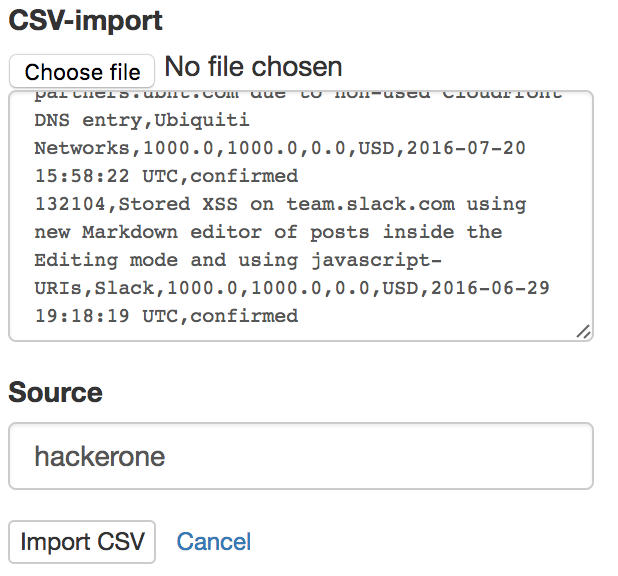 CSV-import
Choose file No file chosen
partners.ubnt.com due to non-used Cloudfront
DNS entry,Ubiquiti
Networks,1000.0,1000.0,0.0,USD,2016-07-20
15:58:22 UTC,confirmed
132104,Stored XSS on team.slack.com using
new Markdown editor of posts inside the
Editing mode and using javascript-
URIs,Slack,1000.0,1000.0,0.0,USD,2016-06-29
19:18:19 UTC,confirmed
Source
hackerone
Import CSV Cancel